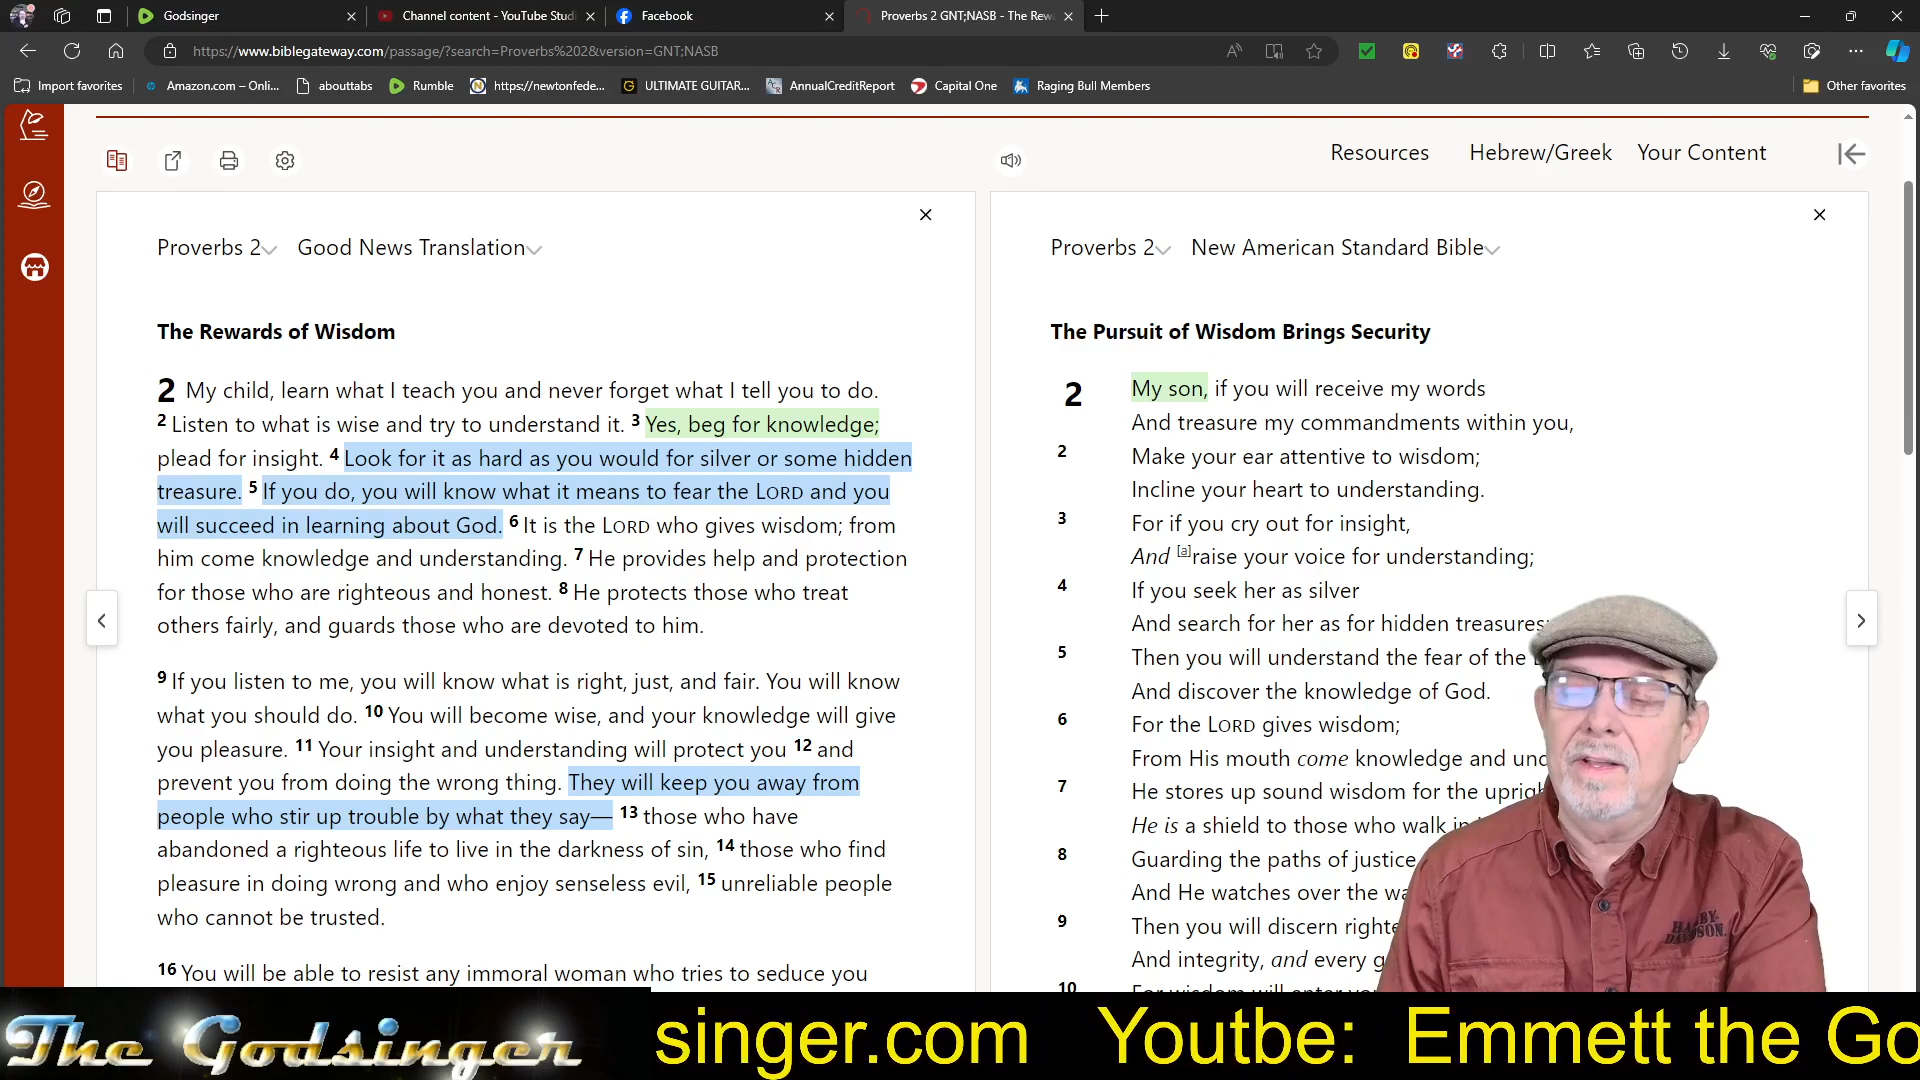 Godsinger
Channel content - YouTube Studi
Facebook
Proverbs 2 GNT;NASB - The Rew
https://www.biblegateway.com/passage/?search=Proverbs%202&version=GNT;NASB
Import favorites
Amazon.com – Onli...
abouttabs
Rumble
https://newtonfede...
ULTIMATE GUITAR...
AnnualCreditReport
Capital One
Raging Bull Members
Other favorites
Resources
Hebrew/Greek
Your Content
Proverbs 2
Good News Translation
The Rewards of Wisdom
2 My child, learn what I teach you and never forget what I tell you to do.
2 Listen to what is wise and try to understand it. 3 Yes, beg for knowledge;
plead for insight. 4 Look for it as hard as you would for silver or some hidden
treasure. 5 If you do, you will know what it means to fear the LORD and you
will succeed in learning about God. 6 It is the LORD who gives wisdom; from
him come knowledge and understanding. 7 He provides help and protection
for those who are righteous and honest. 8 He protects those who treat
others fairly, and guards those who are devoted to him.
9 If you listen to me, you will know what is right, just, and fair. You will know
what you should do. 10 You will become wise, and your knowledge will give
you pleasure. 11 Your insight and understanding will protect you 12 and
prevent you from doing the wrong thing. They will keep you away from
people who stir up trouble by what they say— 13 those who have
abandoned a righteous life to live in the darkness of sin, 14 those who find
pleasure in doing wrong and who enjoy senseless evil, 15 unreliable people
who cannot be trusted.
16 You will be able to resist any immoral woman who tries to seduce you
Proverbs 2
New American Standard Bible
The Pursuit of Wisdom Brings Security
2 My son, if you will receive my words
And treasure my commandments within you,
2 Make your ear attentive to wisdom;
Incline your heart to understanding.
3 For if you cry out for insight,
And [a]raise your voice for understanding;
4 If you seek her as silver
And search for her as for hidden treasures;
5 Then you will understand the fear of the
And discover the knowledge of God.
6 For the LORD gives wisdom;
From His mouth come knowledge and
7 He stores up sound wisdom for the
He is a shield to those who walk
8 Guarding the paths of justice
And He watches over the
9 Then you will discern
And integrity, and every
10 For wisdom will enter
HARLEY-
DAVIDSON
The Godsinger
singer.com Youtbe: Emmett the Go